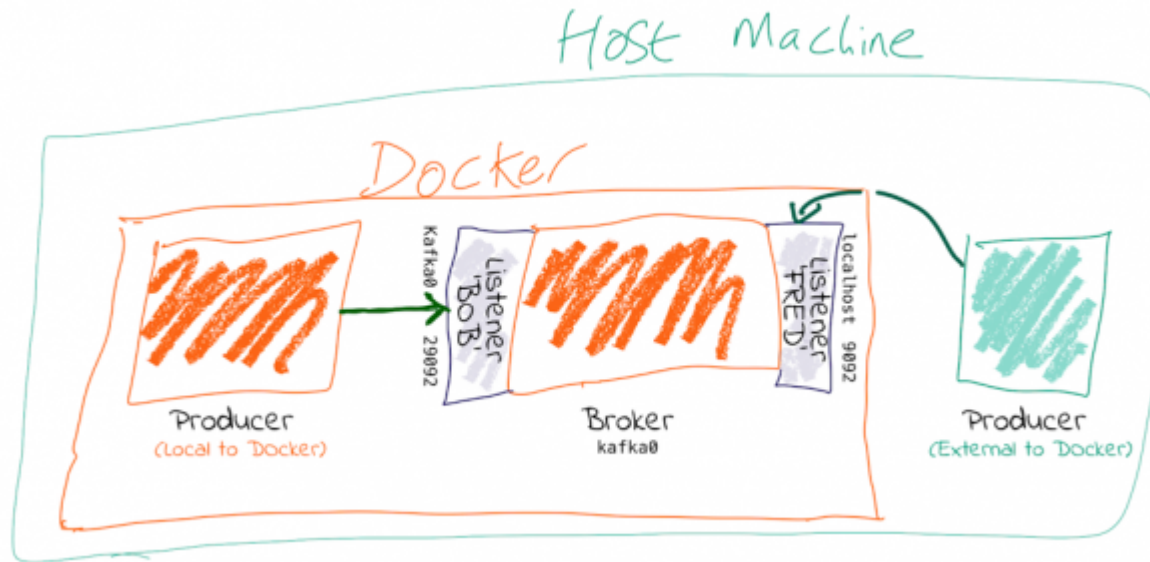 Host Machine
Docker
Kafka0 29092
Listener
'BOB'
Listener
'FRED'
localhost 9092
Producer
(Local to Docker)
Broker
kafka0
Producer
(External to Docker)